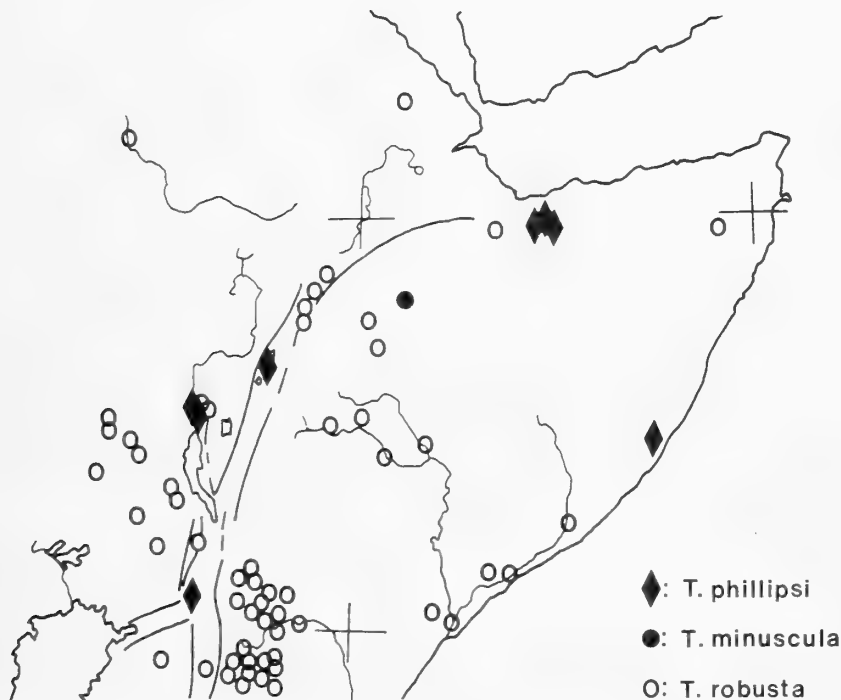 ♦: T. phillipsi
●: T. minuscula
O: T. robusta